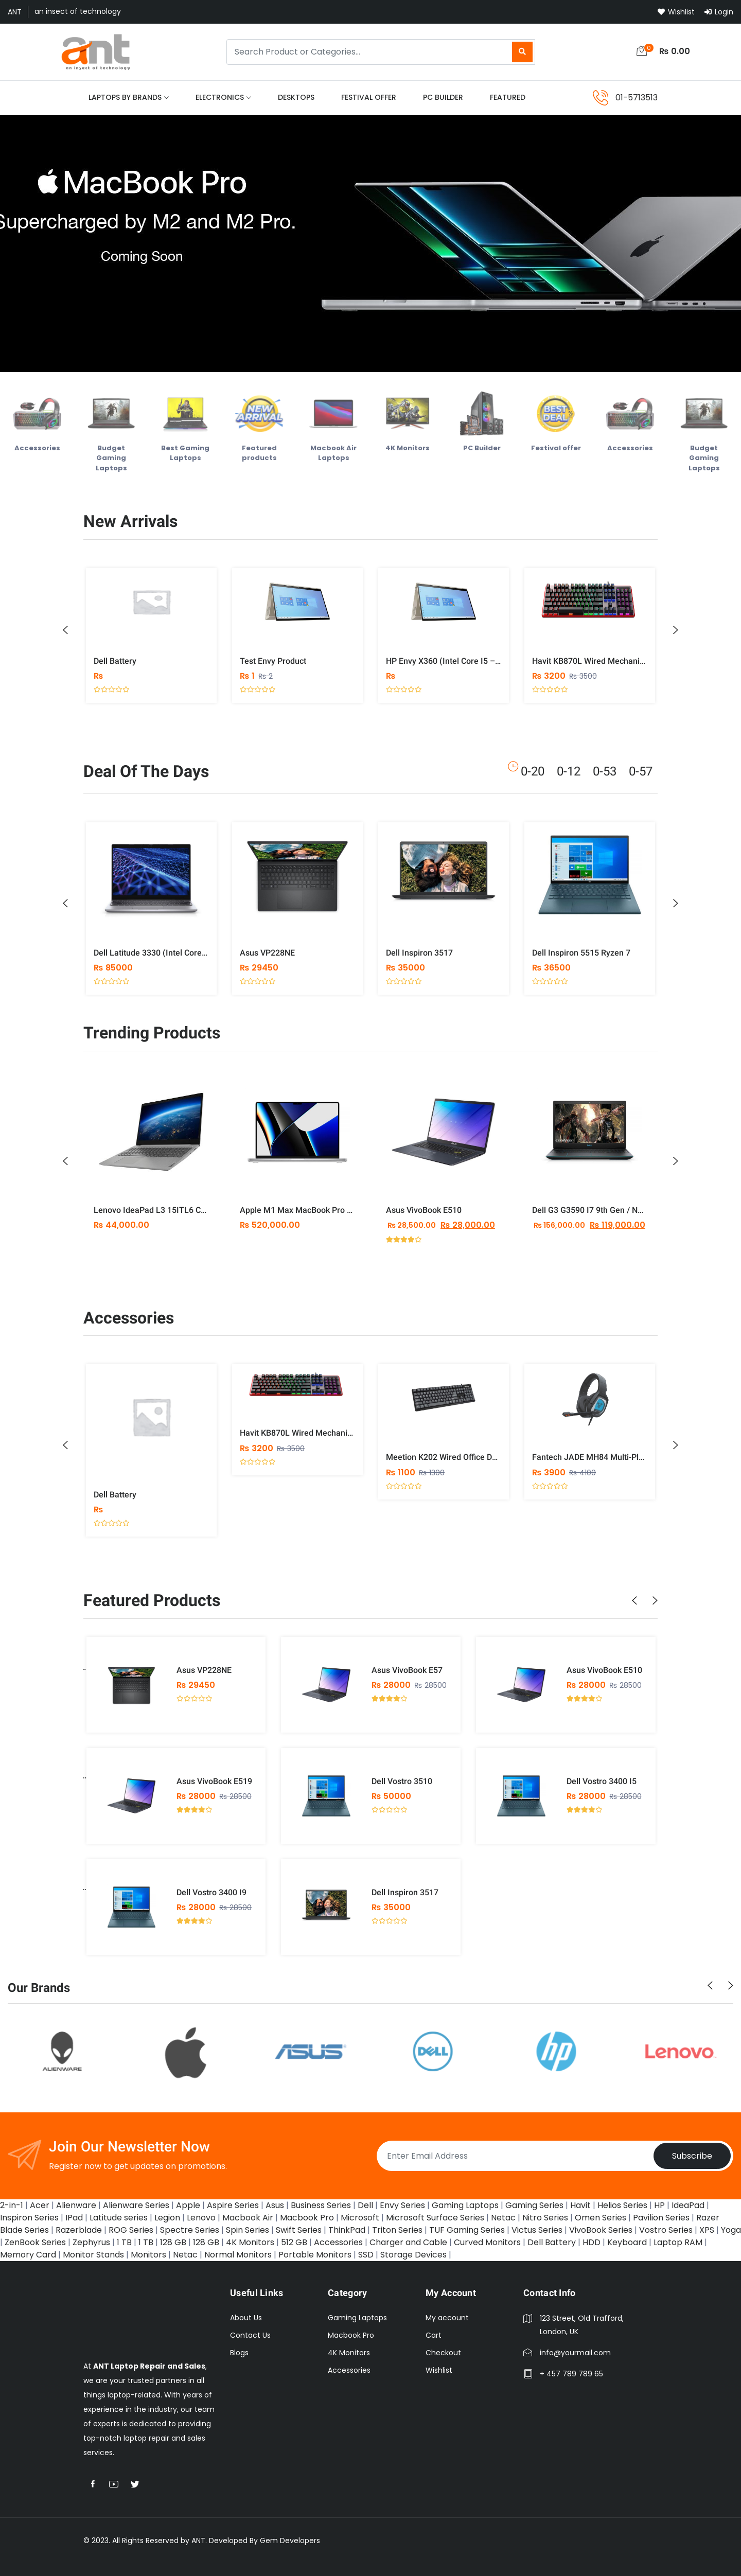 ANT | an insect of technology
Wishlist Login
ant
an insect of technology
Search Product or Categories...
0 Rs 0.00
LAPTOPS BY BRANDS ELECTRONICS DESKTOPS FESTIVAL OFFER PC BUILDER FEATURED 01-5713513
MacBook Pro
Supercharged by M2 and M2 Pro.
Coming Soon
NEW ARRIVAL
BEST DEAL
Accessories
Budget Gaming Laptops
Best Gaming Laptops
Featured products
Macbook Air Laptops
4K Monitors
PC Builder
Festival offer
Accessories
Budget Gaming Laptops
New Arrivals
Dell Battery
Rs
Test Envy Product
Rs 1 Rs 2
HP Envy X360 (Intel Core I5 –...
Rs
Havit KB870L Wired Mechani...
Rs 3200 Rs 3500
Deal Of The Days
0-20 0-12 0-53 0-57
Dell Latitude 3330 (Intel Core...
Rs 85000
Asus VP228NE
Rs 29450
Dell Inspiron 3517
Rs 35000
Dell Inspiron 5515 Ryzen 7
Rs 36500
Trending Products
Lenovo IdeaPad L3 15ITL6 C...
Rs 44,000.00
Apple M1 Max MacBook Pro ...
Rs 520,000.00
Asus VivoBook E510
Rs 28,500.00 Rs 28,000.00
Dell G3 G3590 I7 9th Gen / N...
Rs 156,000.00 Rs 119,000.00
Accessories
Dell Battery
Rs
Havit KB870L Wired Mechani...
Rs 3200 Rs 3500
Meetion K202 Wired Office D...
Rs 1100 Rs 1300
Fantech JADE MH84 Multi-Pl...
Rs 3900 Rs 4100
Featured Products
Asus VP228NE
Rs 29450
Asus VivoBook E57
Rs 28000 Rs 28500
Asus VivoBook E510
Rs 28000 Rs 28500
Asus VivoBook E519
Rs 28000 Rs 28500
Dell Vostro 3510
Rs 50000
Dell Vostro 3400 I5
Rs 28000 Rs 28500
Dell Vostro 3400 I9
Rs 28000 Rs 28500
Dell Inspiron 3517
Rs 35000
Our Brands
ALIENWARE
ASUS
DELL
hp
Lenovo
Join Our Newsletter Now
Register now to get updates on promotions.
Enter Email Address
Subscribe
2-in-1 | Acer | Alienware | Alienware Series | Apple | Aspire Series | Asus | Business Series | Dell | Envy Series | Gaming Laptops | Gaming Series | Havit | Helios Series | HP | IdeaPad |
Inspiron Series | IPad | Latitude series | Legion | Lenovo | Macbook Air | Macbook Pro | Microsoft | Microsoft Surface Series | Netac | Nitro Series | Omen Series | Pavilion Series | Razer
Blade Series | Razerblade | ROG Series | Spectre Series | Spin Series | Swift Series | ThinkPad | Triton Series | TUF Gaming Series | Victus Series | VivoBook Series | Vostro Series | XPS | Yoga
| ZenBook Series | Zephyrus | 1 TB | 1 TB | 128 GB | 128 GB | 4K Monitors | 512 GB | Accessories | Charger and Cable | Curved Monitors | Dell Battery | HDD | Keyboard | Laptop RAM |
Memory Card | Monitor Stands | Monitors | Netac | Normal Monitors | Portable Monitors | SSD | Storage Devices |
At ANT Laptop Repair and Sales,
we are your trusted partners in all
things laptop-related. With years of
experience in the industry, our team
of experts is dedicated to providing
top-notch laptop repair and sales
services.
Useful Links
About Us
Contact Us
Blogs
Category
Gaming Laptops
Macbook Pro
4K Monitors
Accessories
My Account
My account
Cart
Checkout
Wishlist
Contact Info
123 Street, Old Trafford,
London, UK
info@yourmail.com
+ 457 789 789 65
© 2023. All Rights Reserved by ANT. Developed By Gem Developers